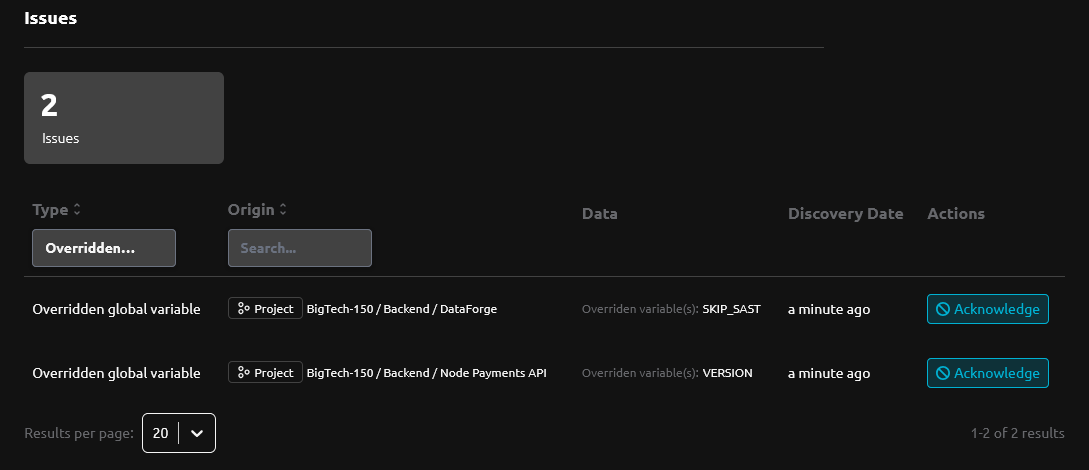 Issues
2
Issues
Type Origin Data Discovery Date Actions
Overridden... Search...
Overridden global variable Project BigTech-150 / Backend / DataForge Overriden variable(s): SKIP_SAST a minute ago Acknowledge
Overridden global variable Project BigTech-150 / Backend / Node Payments API Overriden variable(s): VERSION a minute ago Acknowledge
Results per page: 20 1-2 of 2 results